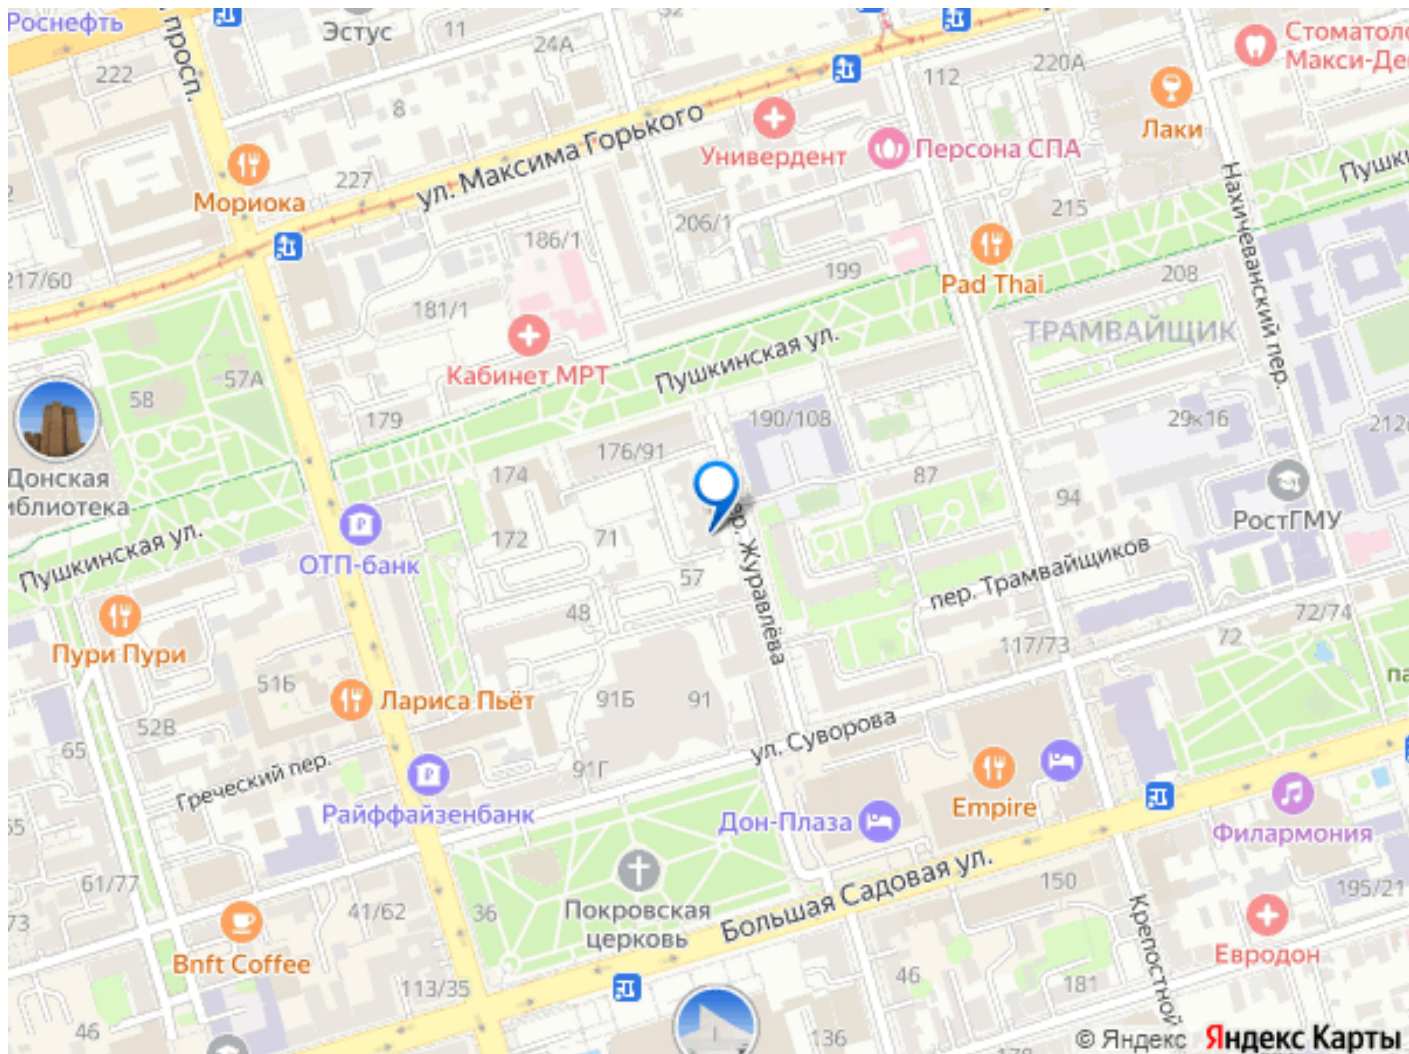 Роснефть
просп.
Эстус
11
24А
52
222
8
112
220А
Стоматоло
Макси-Де
Лаки
ул. Максима Горького
Универдент
Персона СПА
Мориока
227
206/1
215
Пушки
Нахичеванский пер.
186/1
217/60
199
208
Pad Thai
181/1
ТРАМВАЙЩИК
Пушкинская ул.
Кабинет МРТ
57А
58
179
190/108
29к16
212
176/91
Донская
иблиотека
174
87
94
РостГМУ
172
71
ОТП-банк
Пушкинская ул.
57
пер. Журавлёва
пер. Трамвайщиков
48
72/74
72
117/73
Пури Пури
51Б
Лариса Пьёт
91Б
91
52В
65
ул. Суворова
Греческий пер.
91Г
Райффайзенбанк
Дон-Плаза
Empire
Филармония
Большая Садовая ул.
61/77
41/62
36
150
195/21
73
Покровская
церковь
Крепостной
Bnft Coffee
Евродон
113/35
46
181
46
136
178
© Яндекс Яндекс Карты